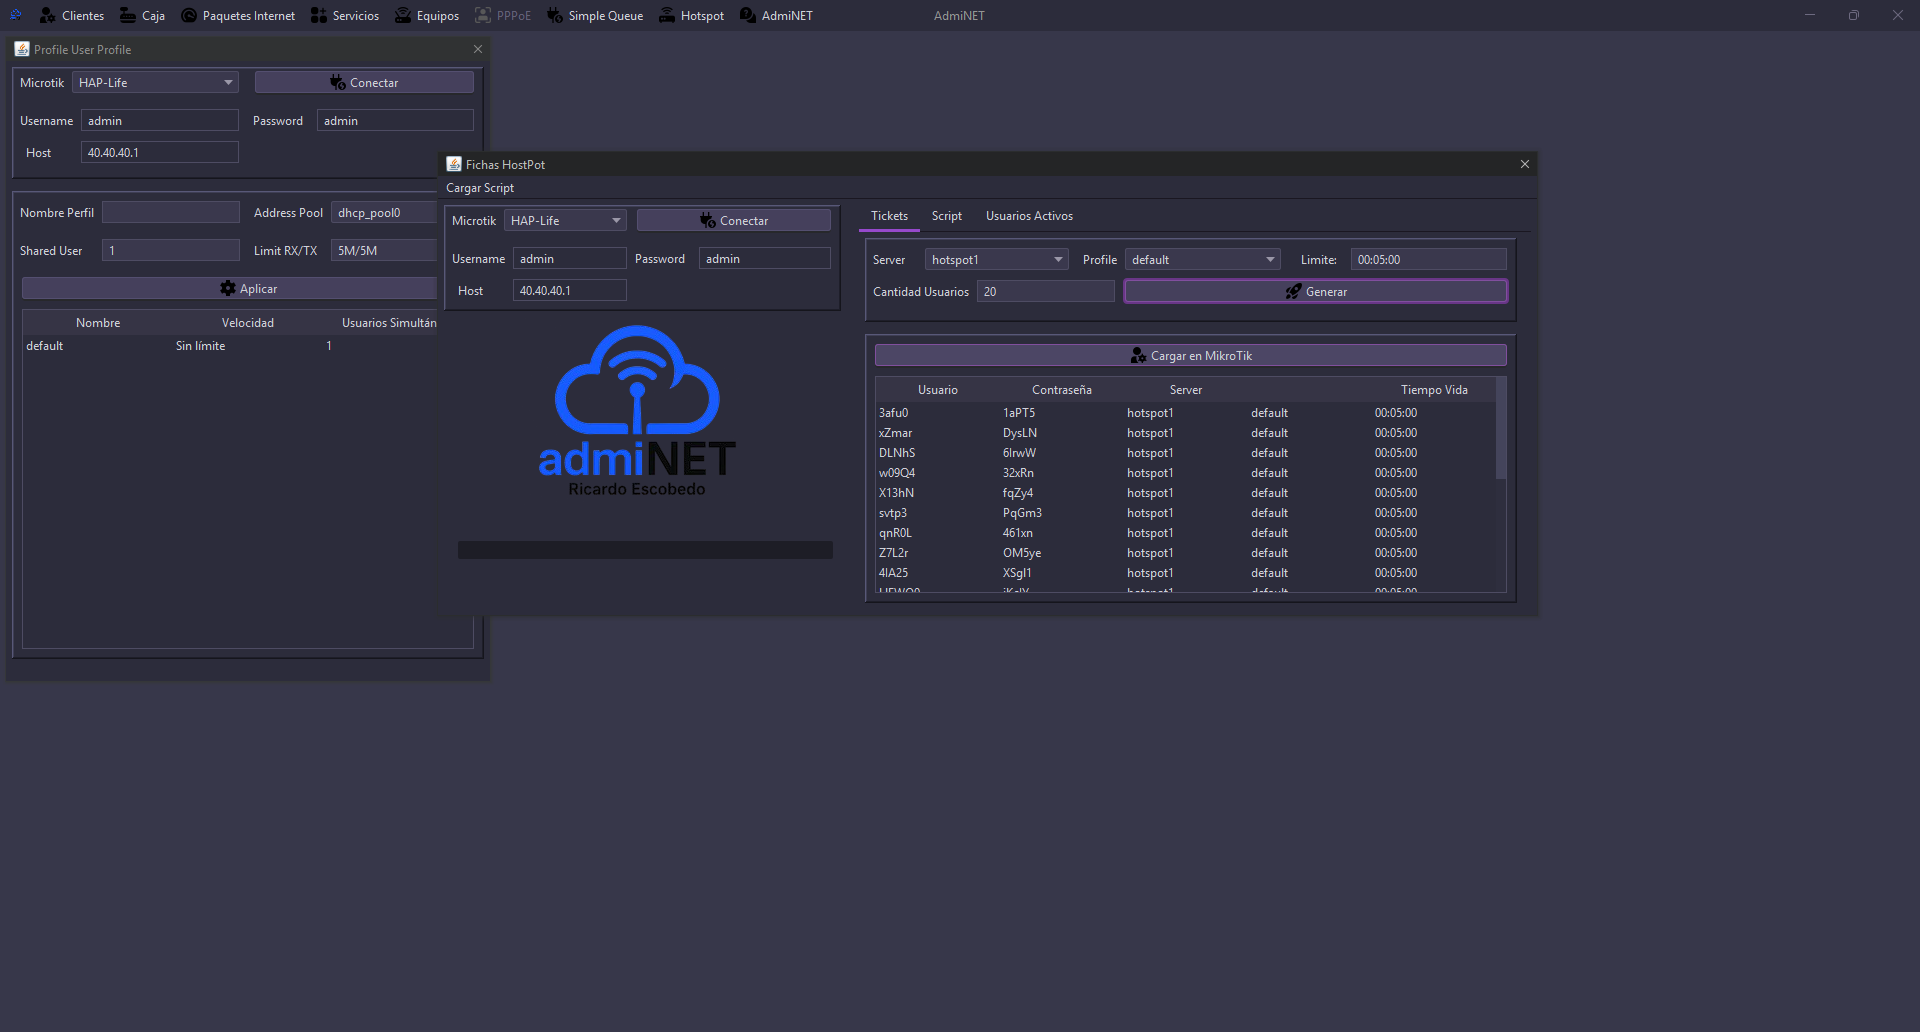 Clientes Caja Paquetes Internet Servicios Equipos PPPoE Simple Queue Hotspot AdmiNET AdmiNET
Profile User Profile
Microtik HAP-Life Conectar
Username admin Password admin
Host 40.40.40.1
Nombre Perfil Address Pool dhcp_pool0
Shared User 1 Limit RX/TX 5M/5M
Aplicar
Nombre Velocidad Usuarios Simultán
default Sin límite 1
Fichas HostPot
Cargar Script
Microtik HAP-Life Conectar
Username admin Password admin
Host 40.40.40.1
admiNET
Ricardo Escobedo
Tickets Script Usuarios Activos
Server hotspot1 Profile default Limite: 00:05:00
Cantidad Usuarios 20 Generar
Cargar en MikroTik
Usuario Contraseña Server Tiempo Vida
3afu0 1aPT5 hotspot1 default 00:05:00
xZmar DysLN hotspot1 default 00:05:00
DLNhS 6lrwW hotspot1 default 00:05:00
w09Q4 32xRn hotspot1 default 00:05:00
X13hN fqZy4 hotspot1 default 00:05:00
svtp3 PqGm3 hotspot1 default 00:05:00
qnR0L 461xn hotspot1 default 00:05:00
Z7L2r OM5ye hotspot1 default 00:05:00
4IA25 XSgI1 hotspot1 default 00:05:00
hotspot1 default 00:05:00